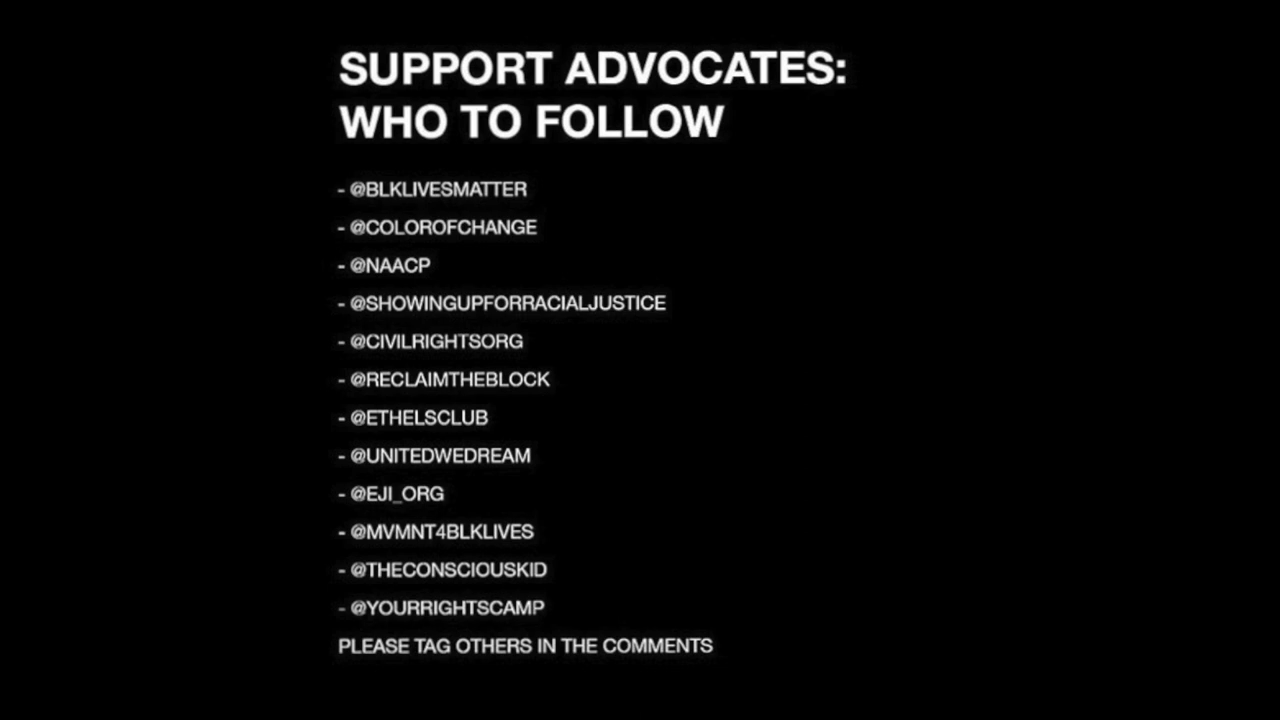 SUPPORT ADVOCATES:
WHO TO FOLLOW
- @BLKLIVESMATTER
- @COLOROFCHANGE
- @NAACP
- @SHOWINGUPFORRACIALJUSTICE
- @CIVILRIGHTSORG
- @RECLAIMTHEBLOCK
- @ETHELSCLUB
- @UNITEDWEDREAM
- @EJI_ORG
- @MVMNT4BLKLIVES
- @THECONSCIOUSKID
- @YOURRIGHTSCAMP
PLEASE TAG OTHERS IN THE COMMENTS